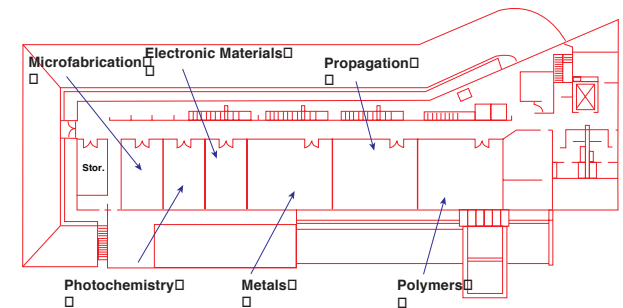 Electronic Materials□
Microfabrication□
□
□
Propagation□
□
Stor.
Photochemistry□
□
Metals□
□
Polymers□
□